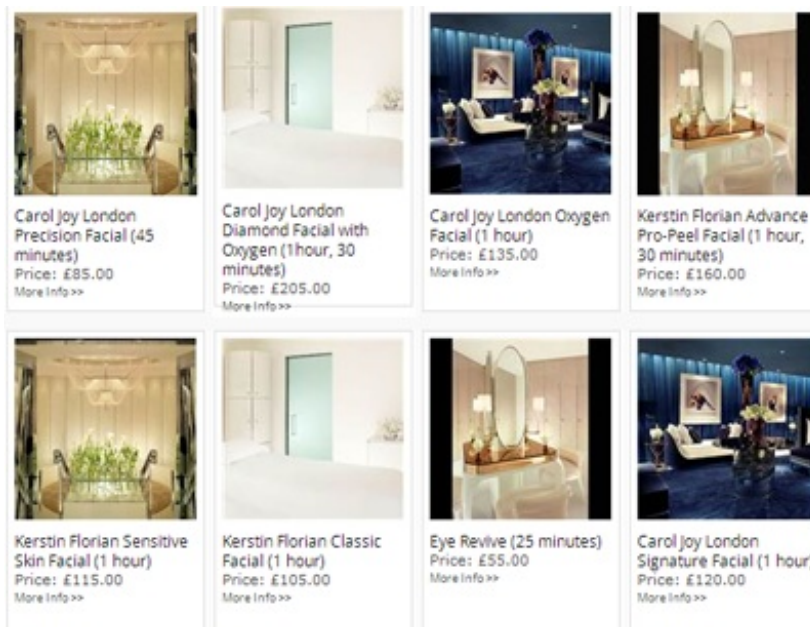 Carol Joy London
Precision Facial (45
minutes)
Price: £85.00
More Info >>
Carol Joy London
Diamond Facial with
Oxygen (1hour, 30
minutes)
Price: £205.00
More Info >>
Carol Joy London Oxygen
Facial (1 hour)
Price: £135.00
More Info >>
Kerstin Florian Advance
Pro-Peel Facial (1 hour,
30 minutes)
Price: £160.00
More Info >>
Kerstin Florian Sensitive
Skin Facial (1 hour)
Price: £115.00
More Info >>
Kerstin Florian Classic
Facial (1 hour)
Price: £105.00
More Info >>
Eye Revive (25 minutes)
Price: £55.00
More Info >>
Carol Joy London
Signature Facial (1 hour)
Price: £120.00
More Info >>